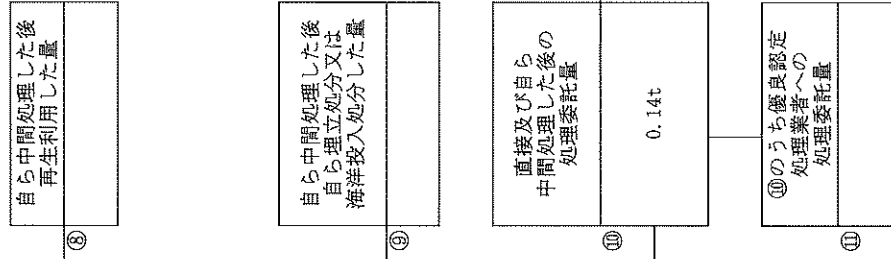 自ら中間処理した後
再生利用した量
⑧
自ら中間処理した後
自ら埋立処分又は
海洋投入処分した量
⑨
直接及び自ら
中間処理した後の
処理委託量
⑩
0.14t
⑩のうち優良認定
処理業者への
処理委託量
⑪